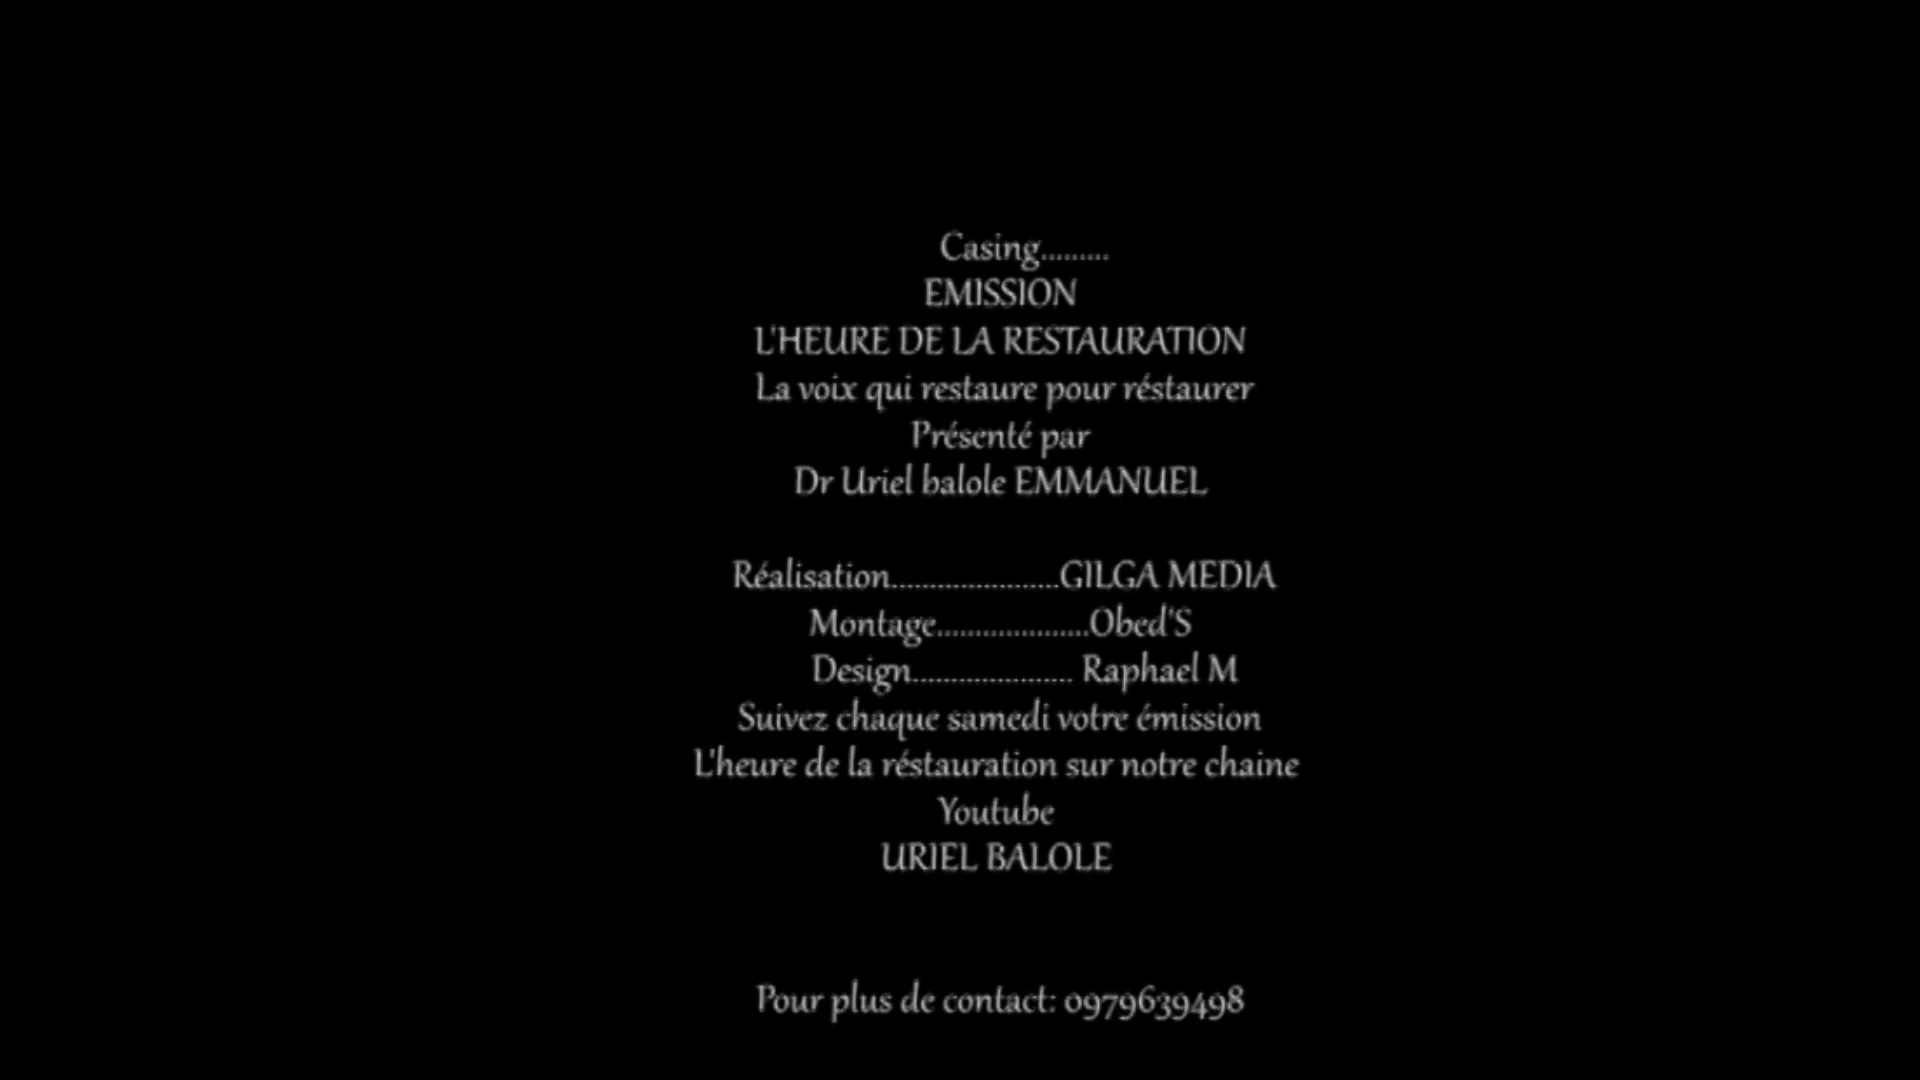 Casing.........
EMISSION
L'HEURE DE LA RESTAURATION
La voix qui restaure pour réstaurer
Présenté par
Dr Uriel balole EMMANUEL
Réalisation......................GILGA MEDIA
Montage....................Obed'S
Design..................... Raphael M
Suivez chaque samedi votre émission
L'heure de la réstauration sur notre chaine
Youtube
URIEL BALOLE
Pour plus de contact: 0979639498